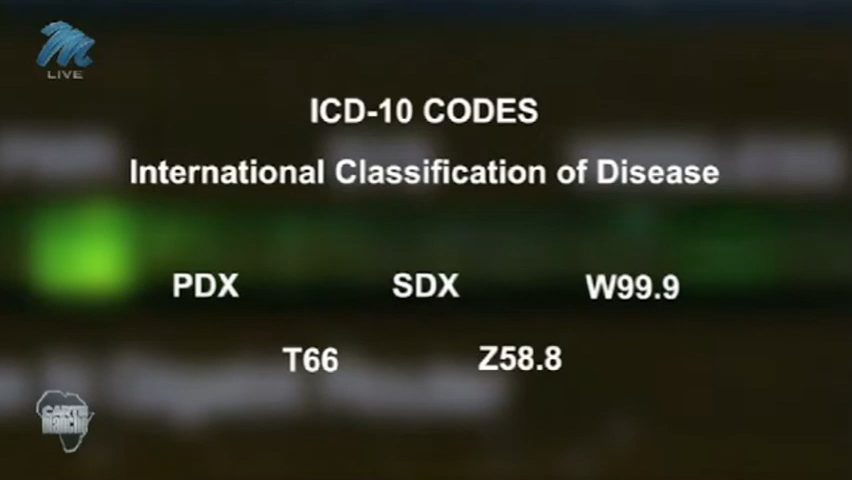 LIVE
ICD-10 CODES
International Classification of Disease
PDX SDX W99.9
T66 Z58.8